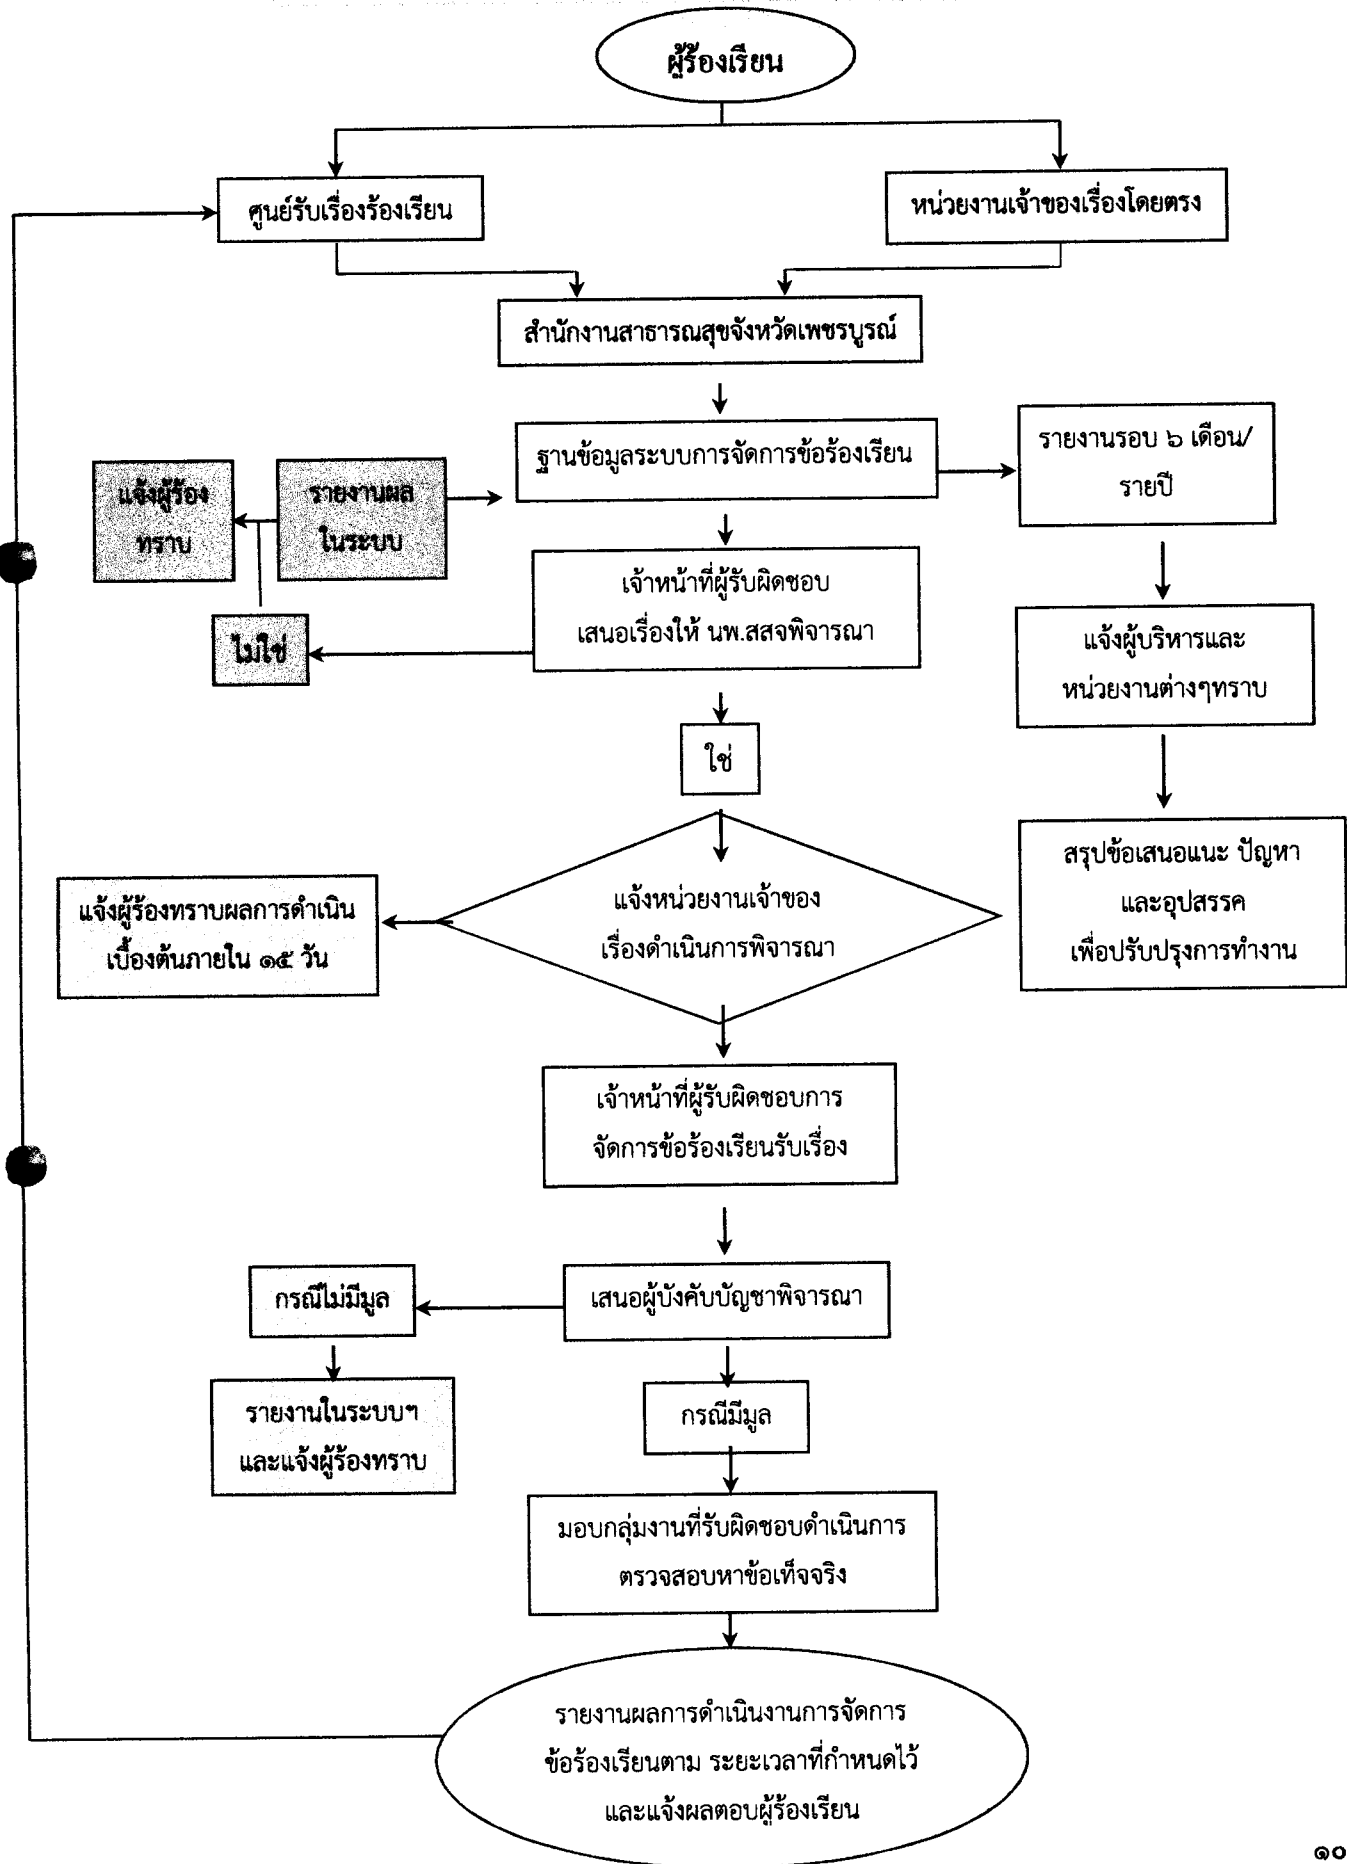 ผู้ร้องเรียน
ศูนย์รับเรื่องร้องเรียน
หน่วยงานเจ้าของเรื่องโดยตรง
สำนักงานสาธารณสุขจังหวัดเพชรบูรณ์
ฐานข้อมูลระบบการจัดการข้อร้องเรียน
รายงานรอบ ๖ เดือน/
รายปี
แจ้งผู้ร้อง
ทราบ
รายงานผล
ในระบบ
เจ้าหน้าที่ผู้รับผิดชอบ
เสนอเรื่องให้ นพ.สสจพิจารณา
ไม่ใช่
แจ้งผู้บริหารและ
หน่วยงานต่างๆทราบ
ใช่
แจ้งผู้ร้องทราบผลการดำเนิน
เบื้องต้นภายใน ๑๕ วัน
แจ้งหน่วยงานเจ้าของ
เรื่องดำเนินการพิจารณา
สรุปข้อเสนอแนะ ปัญหา
และอุปสรรค
เพื่อปรับปรุงการทำงาน
เจ้าหน้าที่ผู้รับผิดชอบการ
จัดการข้อร้องเรียนรับเรื่อง
กรณีไม่มีมูล
เสนอผู้บังคับบัญชาพิจารณา
รายงานในระบบฯ
และแจ้งผู้ร้องทราบ
กรณีมีมูล
มอบกลุ่มงานที่รับผิดชอบดำเนินการ
ตรวจสอบหาข้อเท็จจริง
รายงานผลการดำเนินงานการจัดการ
ข้อร้องเรียนตาม ระยะเวลาที่กำหนดไว้
และแจ้งผลตอบผู้ร้องเรียน
๑๐